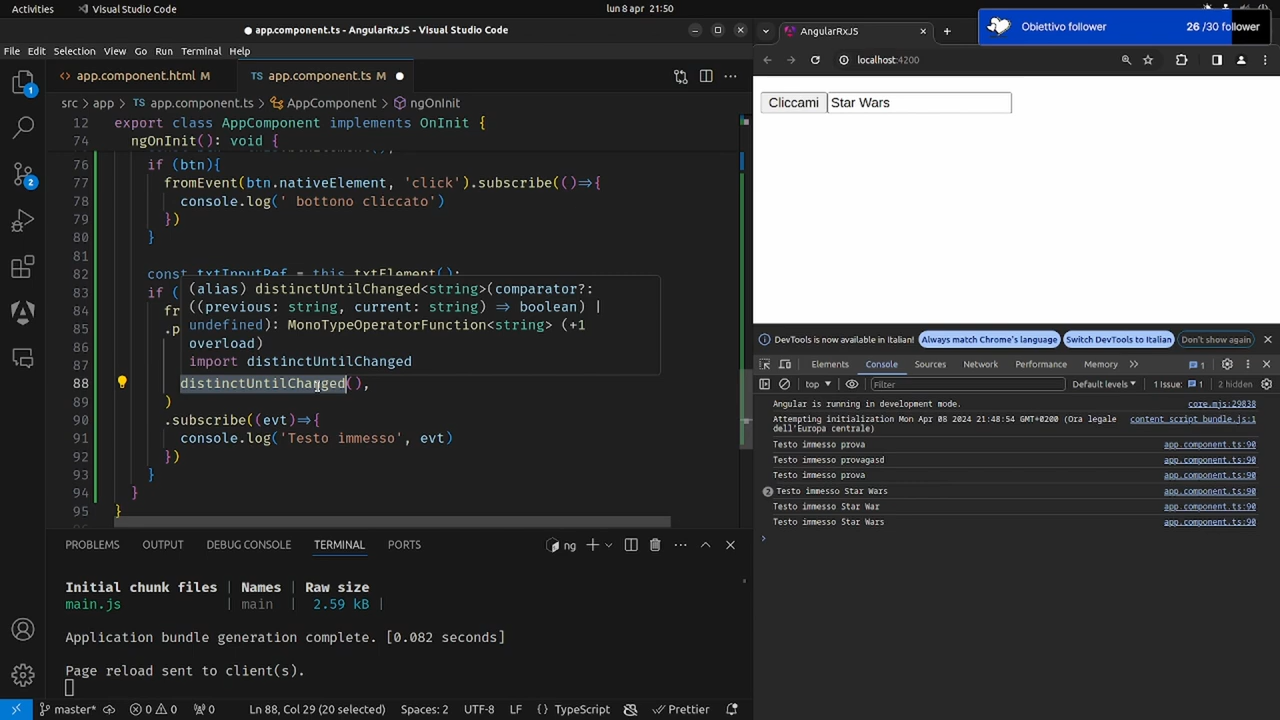 Activities
Visual Studio Code
lun 8 apr 21:50
Obiettivo follower
26 /30 follower
app.component.ts - AngularRxJS - Visual Studio Code
AngularRxJS
File Edit Selection View Go Run Terminal Help
localhost:4200
app.component.html M
app.component.ts M
src > app > app.component.ts > AppComponent > ngOnInit
Cliccami
Star Wars
12 export class AppComponent implements OnInit {
74 ngOnInit(): void {
76 if (btn){
77 fromEvent(btn.nativeElement, 'click').subscribe(()=>{
78 console.log(' bottono cliccato')
79 })
80 }
81
82 const txtInputRef = this.txtElement();
83 if (
84 fr
85 .p
86
87
88 distinctUntilChanged(),
89 )
90 .subscribe((evt)=>{
91 console.log('Testo immesso', evt)
92 })
93 }
94 }
95 }
(alias) distinctUntilChanged<string>(comparator?:
((previous: string, current: string) => boolean) |
undefined): MonoTypeOperatorFunction<string> (+1
overload)
import distinctUntilChanged
1
2
PROBLEMS OUTPUT DEBUG CONSOLE TERMINAL PORTS
ng
Initial chunk files | Names | Raw size
main.js | main | 2.59 kB |
Application bundle generation complete. [0.082 seconds]
Page reload sent to client(s).
master* 0 0 0 Ln 88, Col 29 (20 selected) Spaces: 2 UTF-8 LF {} TypeScript Prettier
DevTools is now available in Italian!
Always match Chrome's language
Switch DevTools to Italian
Don't show again
Elements Console Sources Network Performance Memory
1
top
Filter
Default levels
1 Issue: 1
2 hidden
Angular is running in development mode. core.mjs:29838
Attempting initialization Mon Apr 08 2024 21:48:54 GMT+0200 (Ora legale content_script_bundle.js:1
dell'Europa centrale)
Testo immesso prova app.component.ts:90
Testo immesso provagasd app.component.ts:90
Testo immesso prova app.component.ts:90
2 Testo immesso Star Wars app.component.ts:90
Testo immesso Star War app.component.ts:90
Testo immesso Star Wars app.component.ts:90